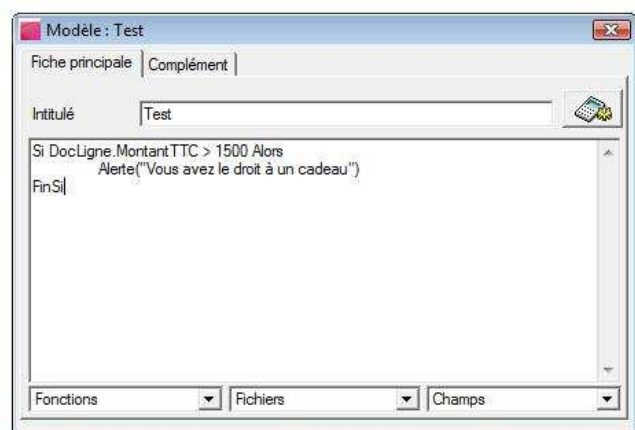 Modèle : Test
Fiche principale Complément
Intitulé Test
Si DocLigne.MontantTTC > 1500 Alors
Alerte("Vous avez le droit à un cadeau")
FinSi
Fonctions Fichiers Champs